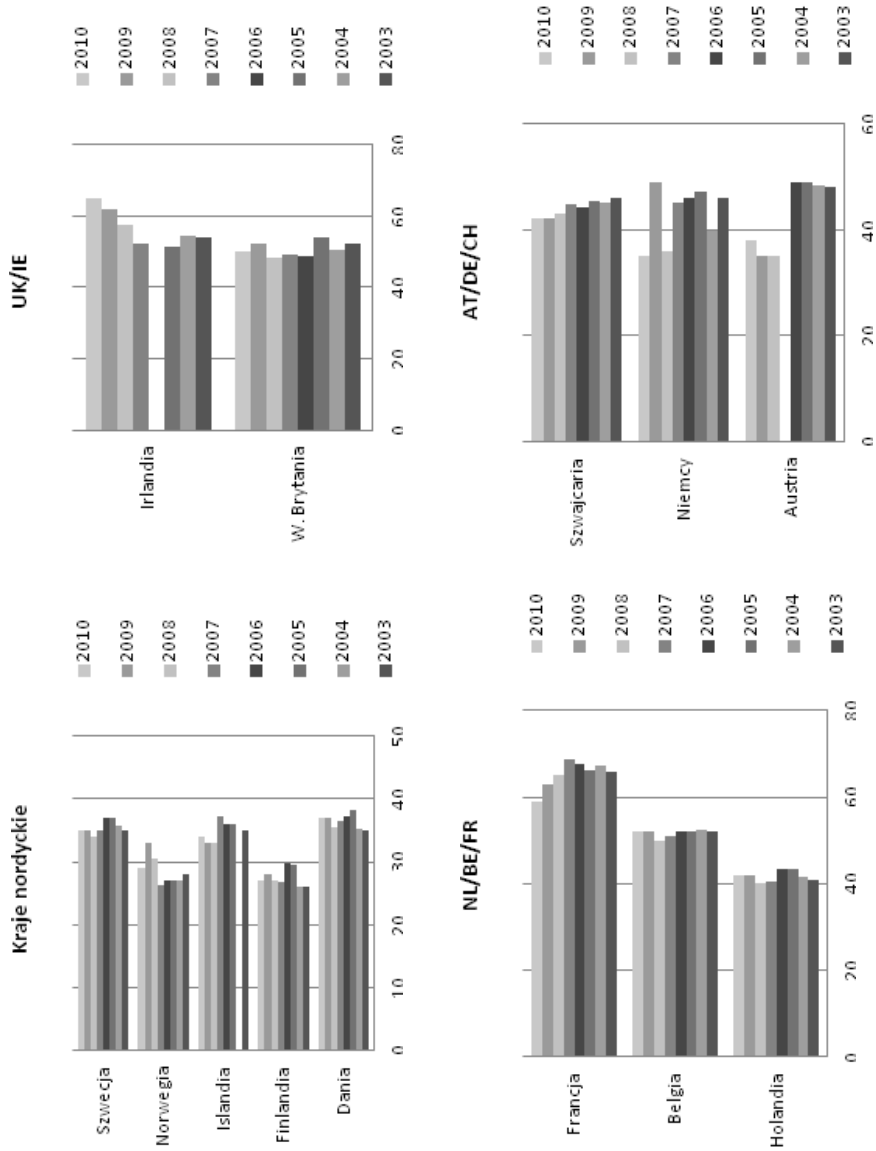 Kraje nordyckie
Szwecja
Norwegia
Islandia
Finlandia
Dania
0 10 20 30 40 50
2010
2009
2008
2007
2006
2005
2004
2003
UK/IE
Irlandia
W. Brytania
0 20 40 60 80
2010
2009
2008
2007
2006
2005
2004
2003
NL/BE/FR
Francja
Belgia
Holandia
0 20 40 60 80
2010
2009
2008
2007
2006
2005
2004
2003
AT/DE/CH
Szwajcaria
Niemcy
Austria
0 20 40 60
2010
2009
2008
2007
2006
2005
2004
2003